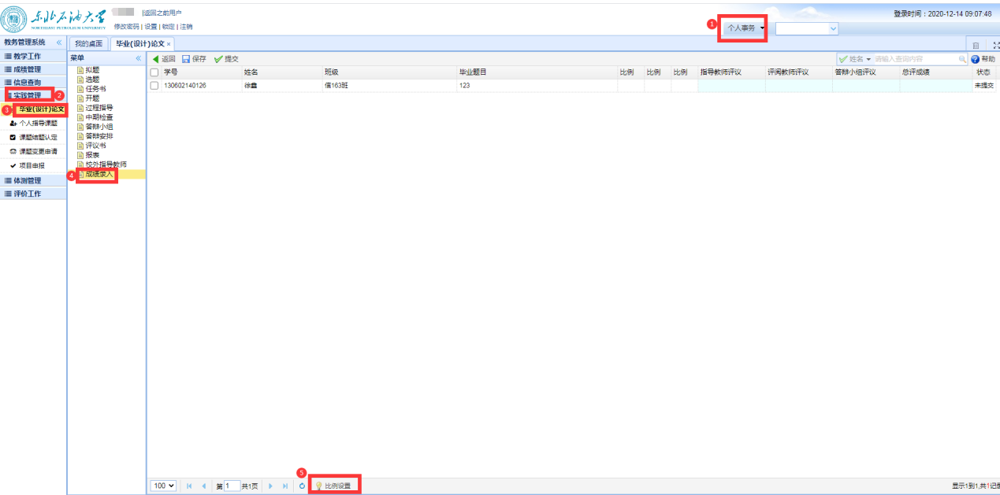 东北石油大学
NORTHEAST PETROLEUM UNIVERSITY
|返回之前用户
修改密码 | 设置 | 锁定 | 注销
1
个人事务
登录时间：2020-12-14 09:07:48
教务管理系统
教学工作
成绩管理
信息查询
实践管理
2
3
毕业(设计)论文
个人指导课题
课题结题认定
课题变更申请
项目申报
体测管理
评价工作
我的桌面
毕业(设计)论文 ×
菜单
拟题
选题
任务书
开题
过程指导
中期检查
答辩小组
答辩安排
评议书
报表
校外指导教师
4
成绩录入
返回 保存 提交
姓名 请输入查询内容
帮助
学号 姓名 班级 毕业题目 比例 比例 比例 指导教师评议 评阅教师评议 答辩小组评议 总评成绩 状态
130602140126 徐鑫 信163班 123 未提交
5
100 第 1 共1页 比例设置
显示1到1,共1记录